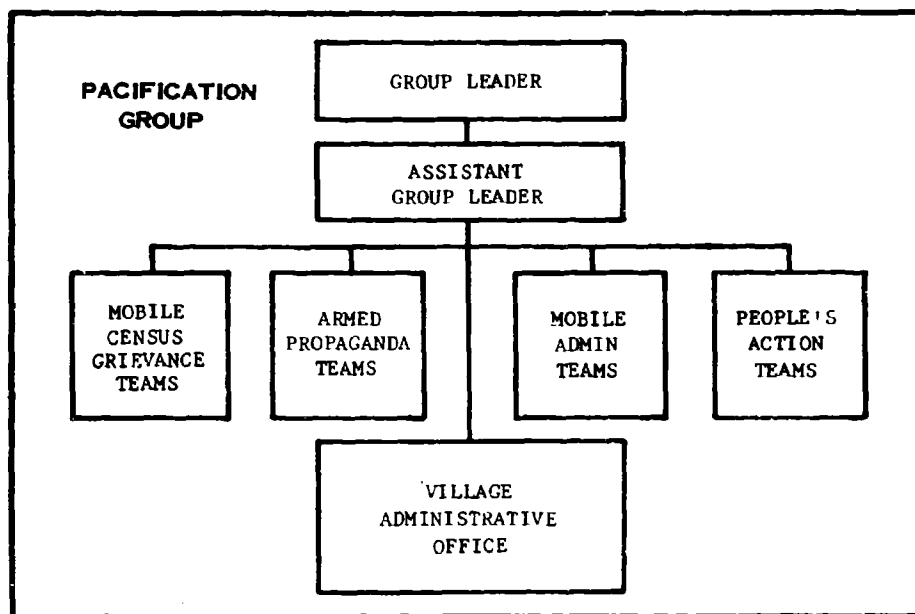 PACIFICATION
GROUP
GROUP LEADER
ASSISTANT
GROUP LEADER
MOBILE
CENSUS
GRIEVANCE
TEAMS
ARMED
PROPAGANDA
TEAMS
MOBILE
ADMIN
TEAMS
PEOPLE'S
ACTION
TEAMS
VILLAGE
ADMINISTRATIVE
OFFICE